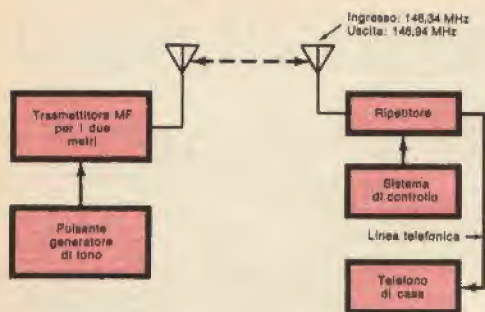 Ingresso: 146,34 MHz
Uscita: 146,94 MHz
Trasmettitore MF
per i due
metri
Ripetitore
Pulsante
generatore
di tono
Sistema
di controllo
Linea telefonica
Telefono
di casa